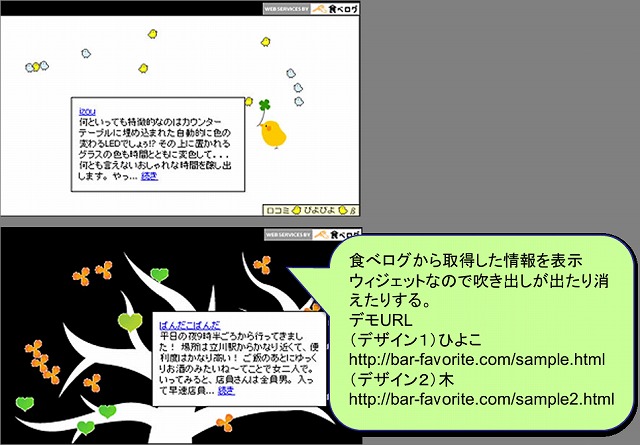 WEB SERVICES BY 食べログ
izou
何といっても特徴的なのはカウンター
テーブルに埋め込まれた自動的に色の
変わるLEDでしょう!? その上に置かれる
グラスの色も時間とともに変色して...
何とも言えないおしゃれな時間を醸し出
します。 やっ... 続き
口コミ ぴよぴよ β
WEB SERVICES BY 食べログ
ぱんだこぱんだ
平日の夜9時半ごろから行ってきまし
た！ 場所は立川駅からかなり近くて、便
利度はかなり高い！ ご飯のあとにゆっく
りお酒のみたいね～てことで女二人で。
いってみると、店員さんは全員男。入っ
て早速店員... 続き
食べログから取得した情報を表示
ウィジェットなので吹き出しが出たり消
えたりする。
デモURL
（デザイン１）ひよこ
http://bar-favorite.com/sample.html
（デザイン２）木
http://bar-favorite.com/sample2.html